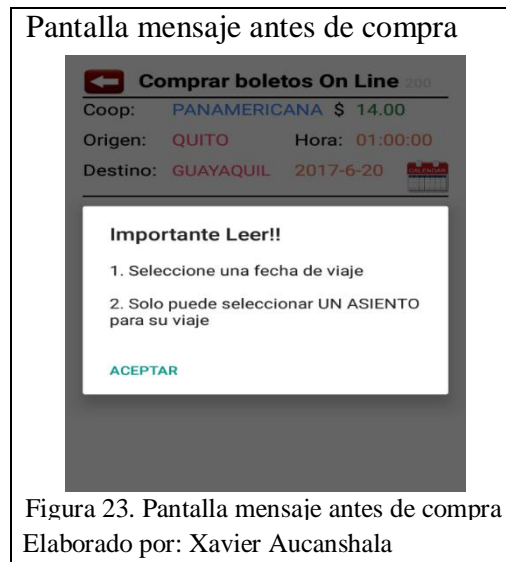 Pantalla mensaje antes de compra
Comprar boletos On Line 200
Coop: PANAMERICANA $ 14.00
Origen: QUITO Hora: 01:00:00
Destino: GUAYAQUIL 2017-6-20 CALENDAR
Importante Leer!!
1. Seleccione una fecha de viaje
2. Solo puede seleccionar UN ASIENTO
para su viaje
ACEPTAR
Figura 23. Pantalla mensaje antes de compra
Elaborado por: Xavier Aucanshala